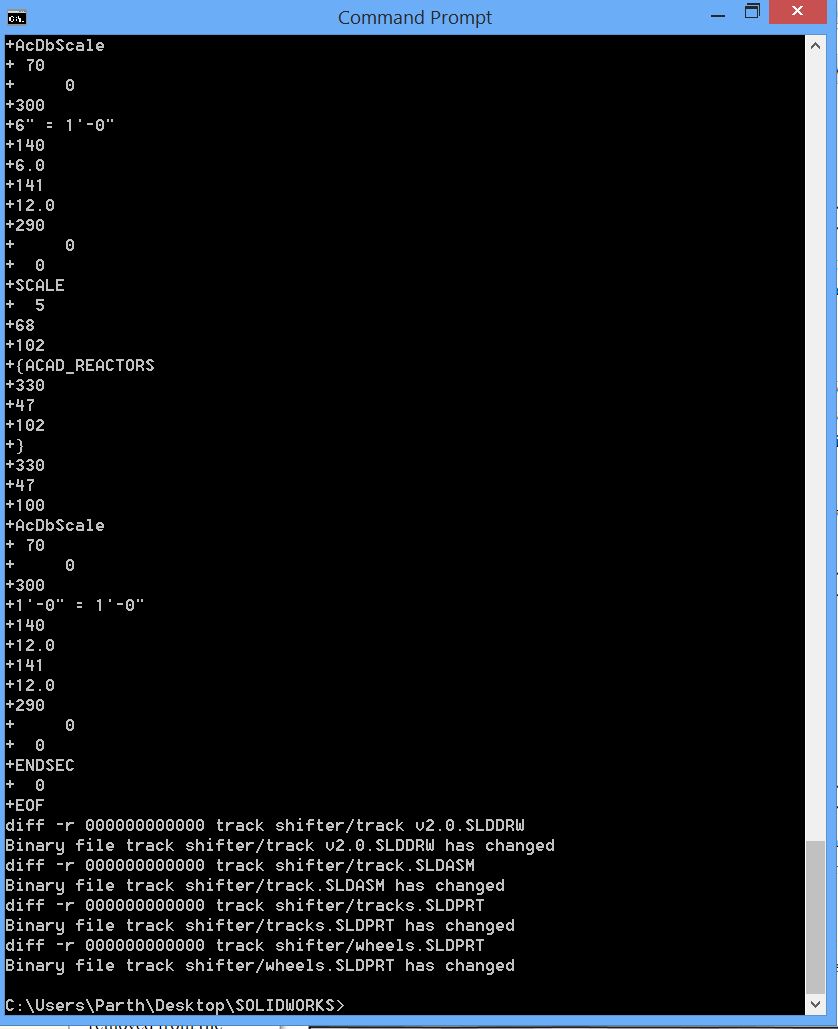 Command Prompt
+AcDbScale
+ 70
+     0
+300
+6" = 1'-0"
+140
+6.0
+141
+12.0
+290
+     0
+  0
+SCALE
+  5
+68
+102
+{ACAD_REACTORS
+330
+47
+102
+}
+330
+47
+100
+AcDbScale
+ 70
+     0
+300
+1'-0" = 1'-0"
+140
+12.0
+141
+12.0
+290
+     0
+  0
+ENDSEC
+  0
+EOF
diff -r 000000000000 track shifter/track v2.0.SLDDRW
Binary file track shifter/track v2.0.SLDDRW has changed
diff -r 000000000000 track shifter/track.SLDASM
Binary file track shifter/track.SLDASM has changed
diff -r 000000000000 track shifter/tracks.SLDPRT
Binary file track shifter/tracks.SLDPRT has changed
diff -r 000000000000 track shifter/wheels.SLDPRT
Binary file track shifter/wheels.SLDPRT has changed
C:\Users\Parth\Desktop\SOLIDWORKS>
removed from the